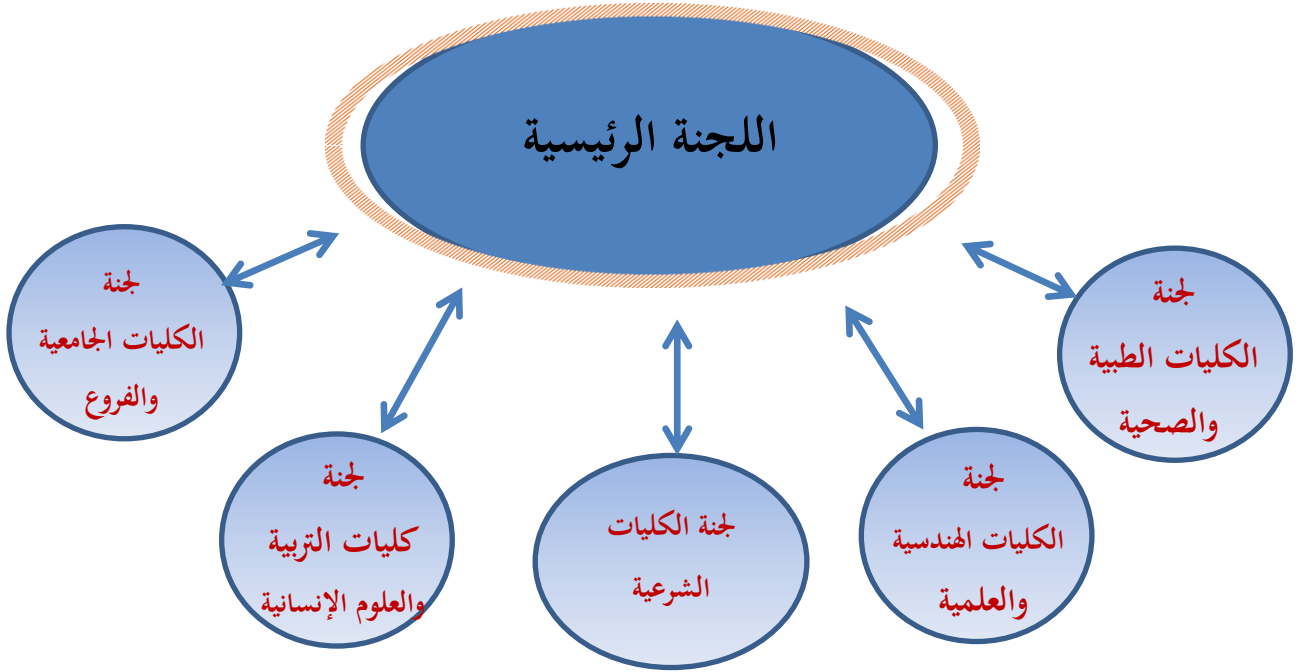 اللجنة الرئيسية
لجنة
الكليات الطبية
والصحية
لجنة
الكليات الهندسية
والعلمية
لجنة الكليات
الشرعية
لجنة
كليات التربية
والعلوم الإنسانية
لجنة
الكليات الجامعية
والفروع